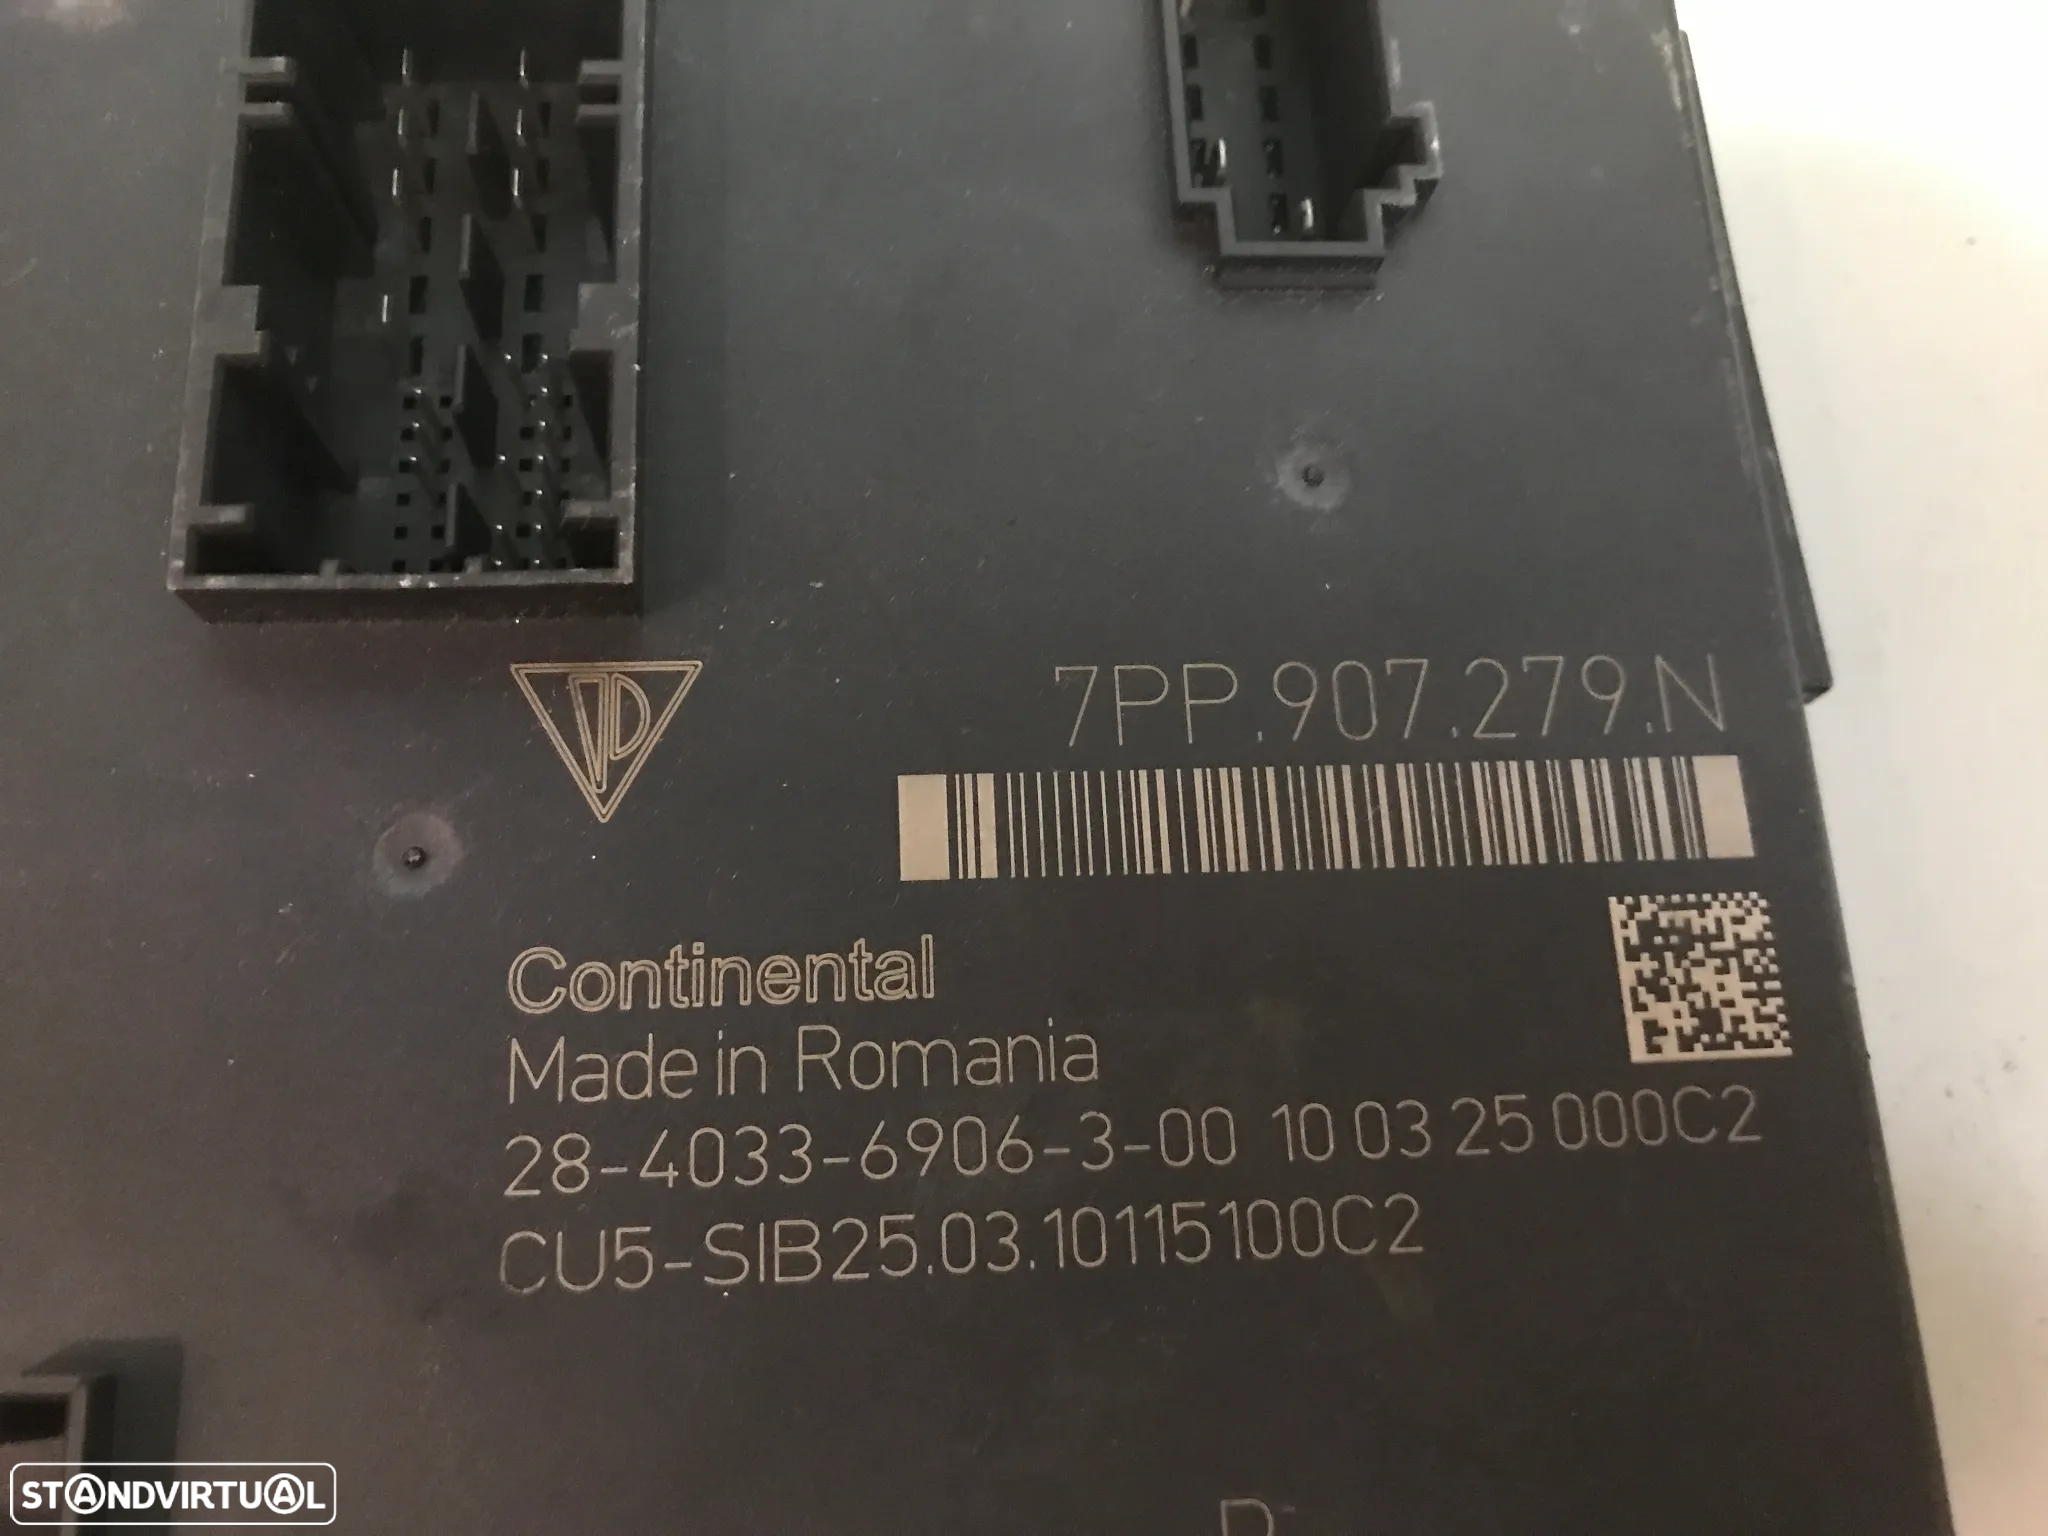 7PP.907.279.N
Continental
Made in Romania
28-4033-6906-3-00 10 03 25 000C2
CU5-SIB25.03.10115100C2
STANDVIRTUAL